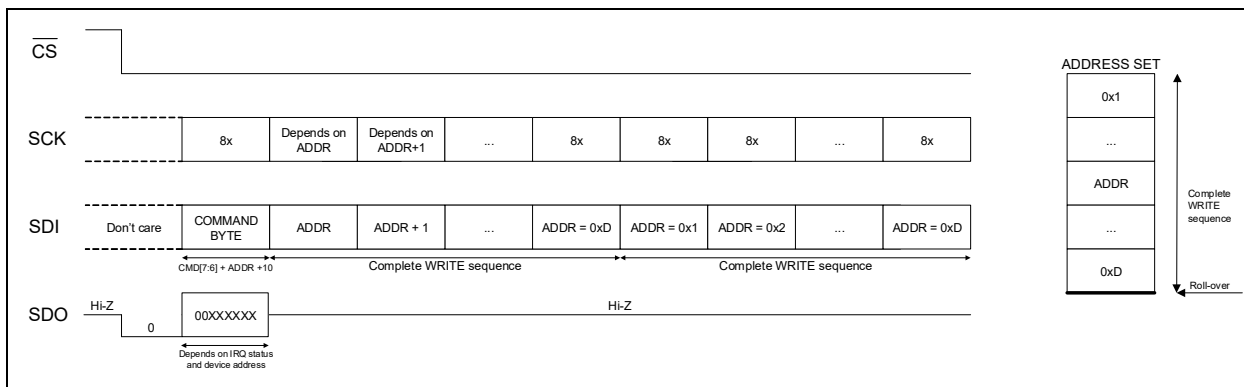 CS
ADDRESS SET
0x1
SCK
8x
Depends on
ADDR
Depends on
ADDR+1
...
8x
8x
8x
...
8x
...
ADDR
Complete
WRITE
sequence
SDI
Don't care
COMMAND
BYTE
ADDR
ADDR + 1
...
ADDR = 0xD
ADDR = 0x1
ADDR = 0x2
...
ADDR = 0xD
...
CMD[7:6] + ADDR +10
Complete WRITE sequence
Complete WRITE sequence
0xD
Roll-over
SDO
Hi-Z
0
00XXXXXX
Hi-Z
Depends on IRQ status
and device address